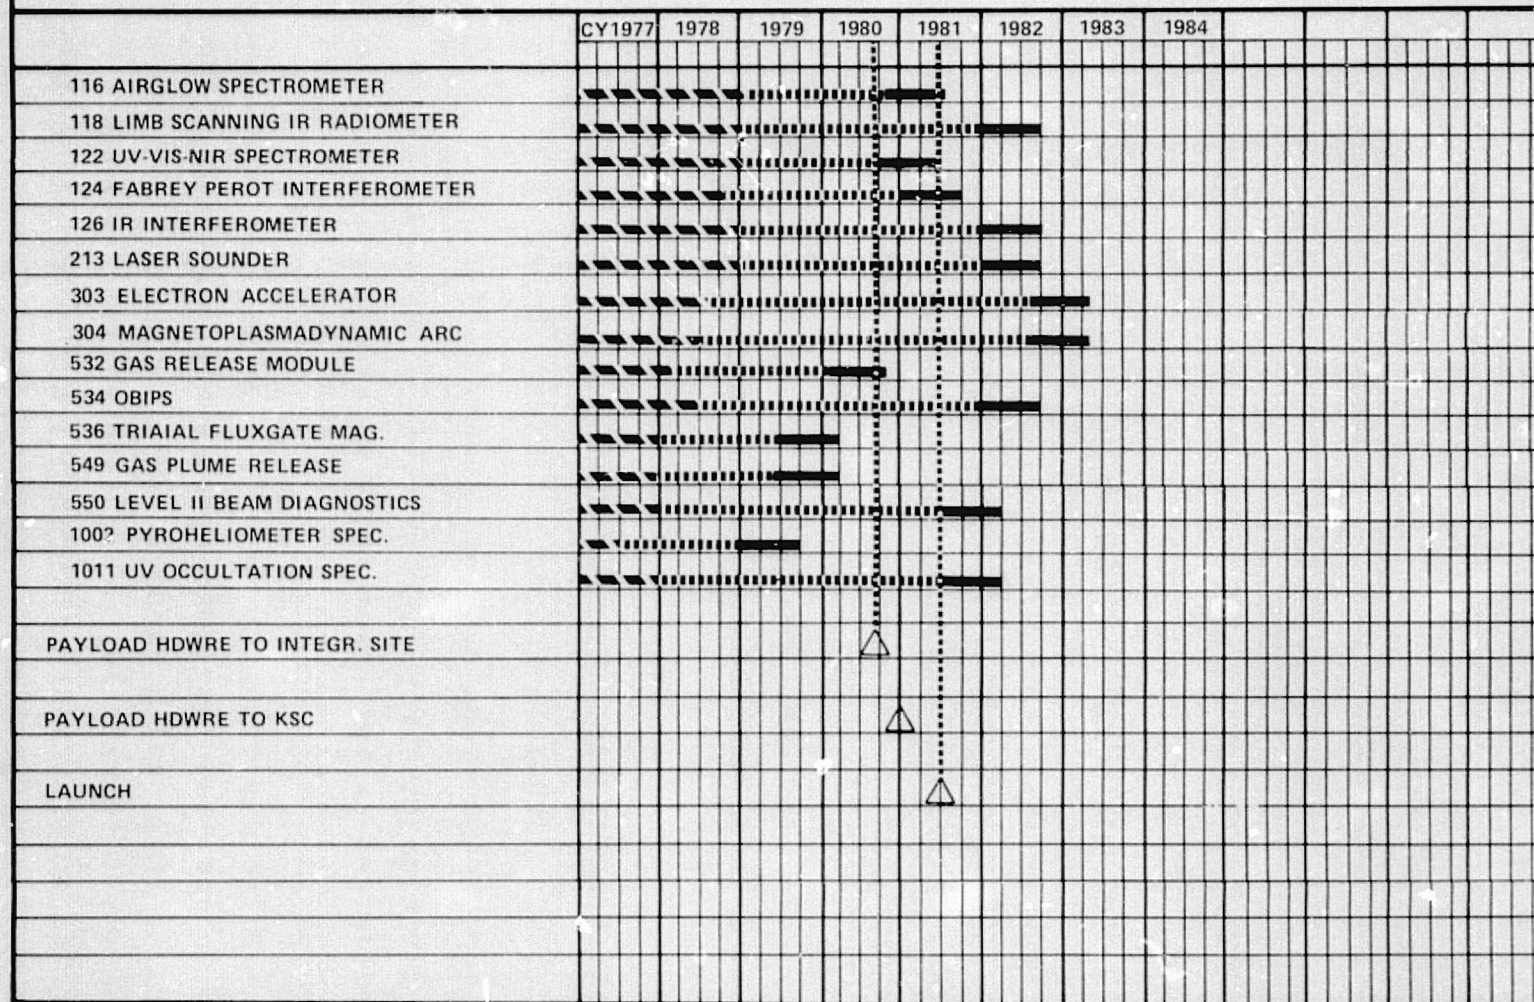 CY1977 1978 1979 1980 1981 1982 1983 1984
116 AIRGLOW SPECTROMETER
118 LIMB SCANNING IR RADIOMETER
122 UV-VIS-NIR SPECTROMETER
124 FABREY PEROT INTERFEROMETER
126 IR INTERFEROMETER
213 LASER SOUNDER
303 ELECTRON ACCELERATOR
304 MAGNETOPLASMADYNAMIC ARC
532 GAS RELEASE MODULE
534 OBIPS
536 TRIAIAL FLUXGATE MAG.
549 GAS PLUME RELEASE
550 LEVEL II BEAM DIAGNOSTICS
PYROHELIOMETER SPEC.
1011 UV OCCULTATION SPEC.
PAYLOAD HDWRE TO INTEGR. SITE
PAYLOAD HDWRE TO KSC
LAUNCH